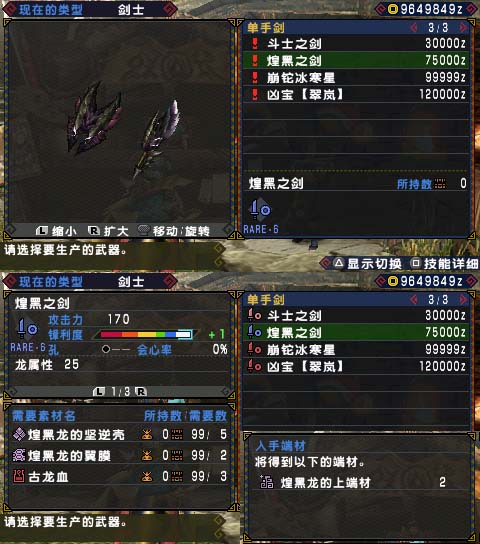 现在的类型 剑士
9649849z
单手剑 3/3
斗士之剑 30000z
煌黑之剑 75000z
崩铊冰寒星 99999z
凶宝【翠岚】 120000z
煌黑之剑 所持数 0
RARE-6
L缩小 R扩大 移动/旋转
请选择要生产的武器。
△显示切换 □技能详细
现在的类型 剑士
9649849z
煌黑之剑
攻击力 170
锋利度 +1
RARE-6 孔 ●—— 会心率 0%
龙属性 25
L 1/3 R
单手剑 3/3
斗士之剑 30000z
煌黑之剑 75000z
崩铊冰寒星 99999z
凶宝【翠岚】 120000z
需要素材名 所持数/需要数
煌黑龙的坚逆壳 0 99/ 5
煌黑龙的翼膜 0 99/ 2
古龙血 0 99/ 3
入手端材
将得到以下的端材。
煌黑龙的上端材 2
请选择要生产的武器。